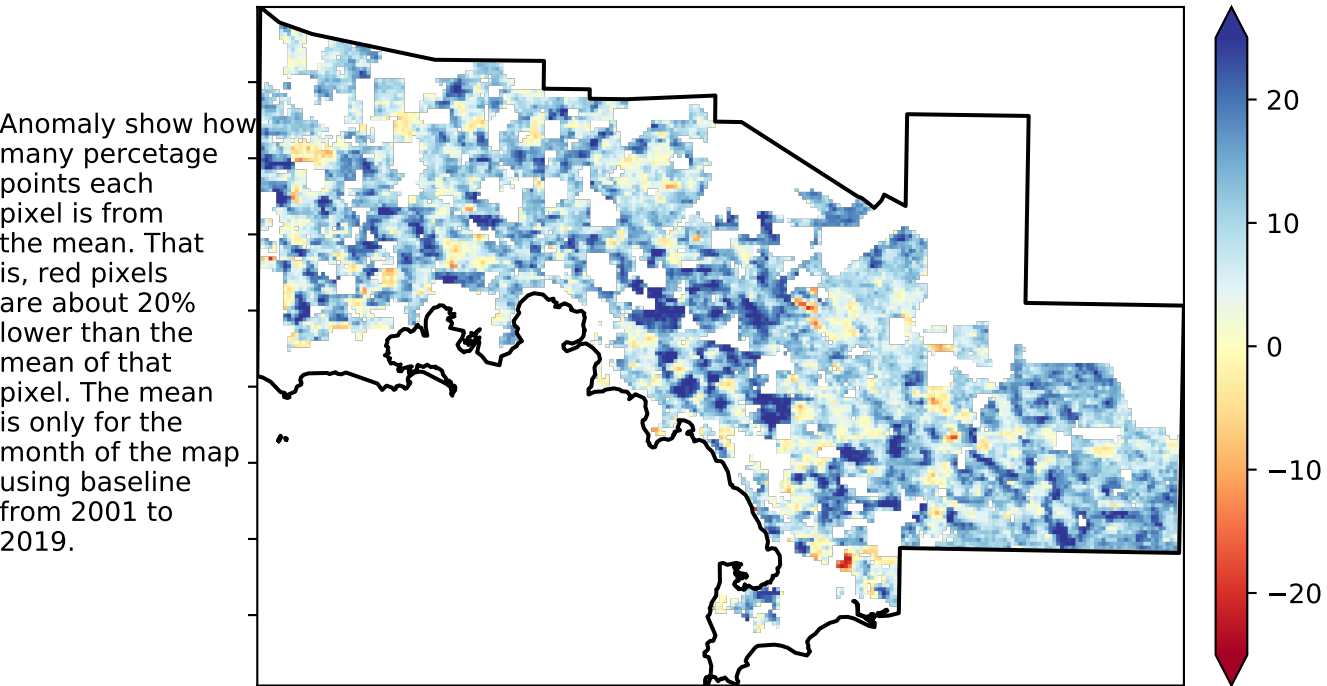 Anomaly show how
many percetage
points each
pixel is from
the mean. That
is, red pixels
are about 20%
lower than the
mean of that
pixel. The mean
is only for the
month of the map
using baseline
from 2001 to
2019.
20
10
0
−10
−20